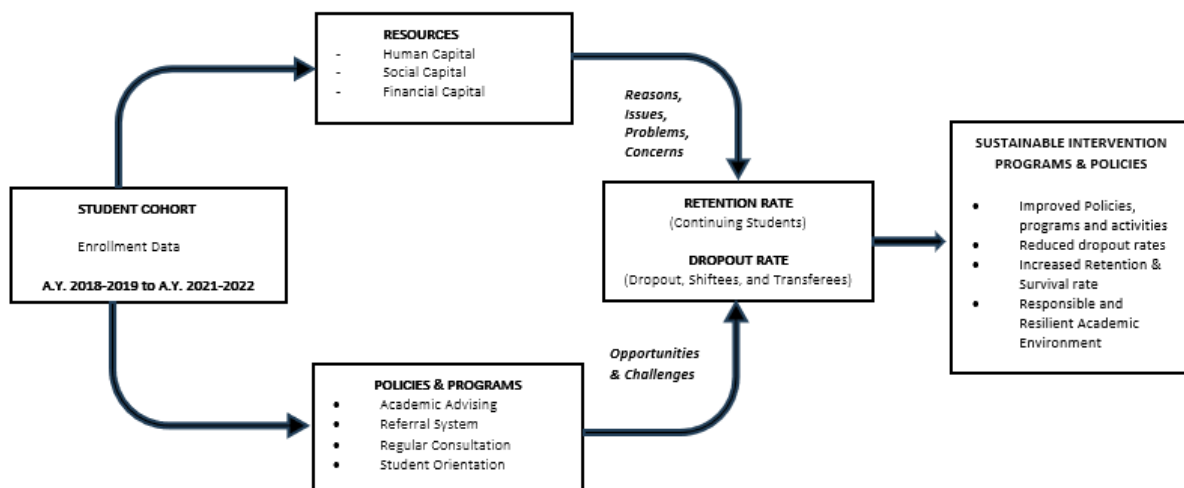 RESOURCES
- Human Capital
- Social Capital
- Financial Capital
Reasons,
Issues,
Problems,
Concerns
STUDENT COHORT
Enrollment Data
A.Y. 2018-2019 to A.Y. 2021-2022
RETENTION RATE
(Continuing Students)
DROPOUT RATE
(Dropout, Shiftees, and Transferees)
SUSTAINABLE INTERVENTION
PROGRAMS & POLICIES
• Improved Policies,
programs and activities
• Reduced dropout rates
• Increased Retention &
Survival rate
• Responsible and
Resilient Academic
Environment
Opportunities
& Challenges
POLICIES & PROGRAMS
• Academic Advising
• Referral System
• Regular Consultation
• Student Orientation